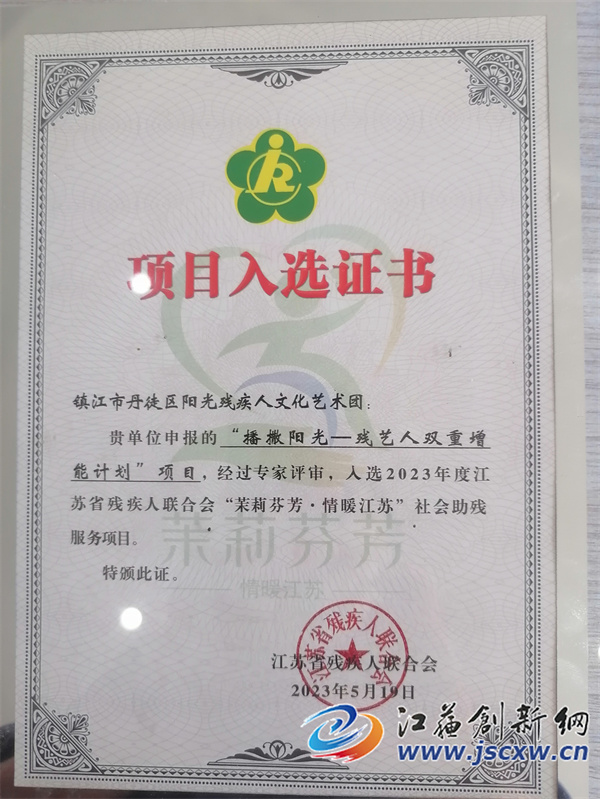 项目入选证书
镇江市丹徒区阳光残疾人文化艺术团：
贵单位申报的“播撒阳光—残艺人双重增
能计划”项目，经过专家评审，入选2023年度江
苏省残疾人联合会“茉莉芬芳·情暖江苏”社会助残
服务项目。
茉莉芬芳
特颁此证。
情暖江苏
江苏省残疾人联合会
江苏省残疾人联合会
2023年5月19日
江苏创新网
www.jscxw.cn